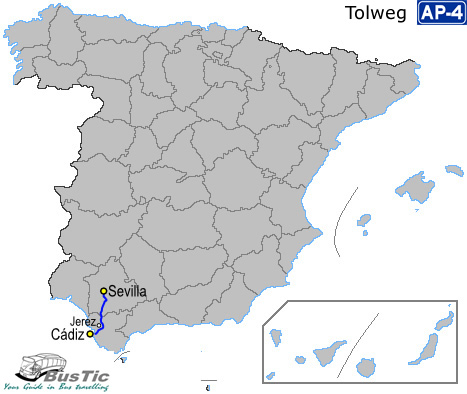 Tolweg AP-4
Sevilla
Jerez
Cádiz
BusTic
Your Guide in Bus travelling